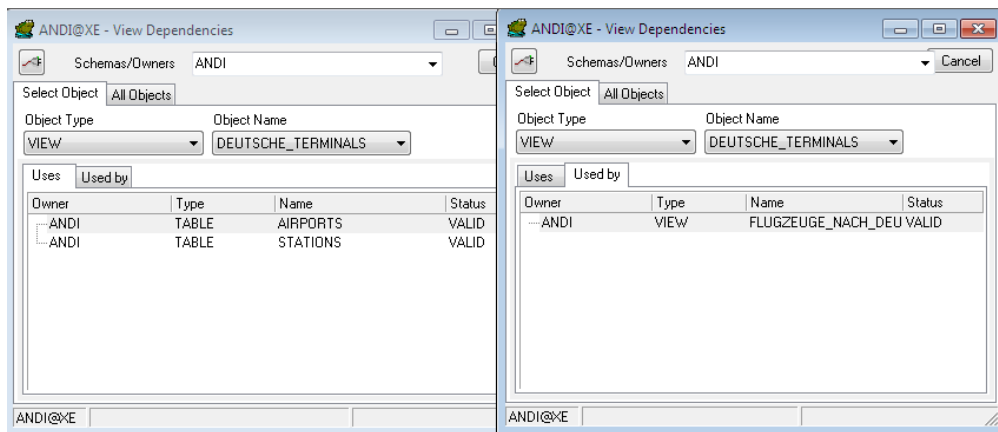 ANDI@XE - View Dependencies
Schemas/Owners ANDI
Select Object All Objects
Object Type Object Name
VIEW DEUTSCHE_TERMINALS
Uses Used by
Owner Type Name Status
ANDI TABLE AIRPORTS VALID
ANDI TABLE STATIONS VALID
ANDI@XE
ANDI@XE - View Dependencies
Schemas/Owners ANDI Cancel
Select Object All Objects
Object Type Object Name
VIEW DEUTSCHE_TERMINALS
Uses Used by
Owner Type Name Status
ANDI VIEW FLUGZEUGE_NACH_DEU VALID
ANDI@XE